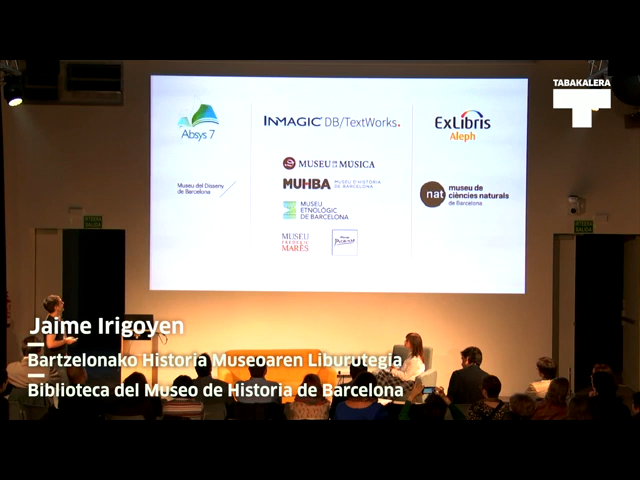 TABAKALERA
Absys 7
INMAGIC DB/TextWorks.
ExLibris
Aleph
MUSEU DE LA MÚSICA
Museu del Disseny
de Barcelona
MUHBA MUSEU D'HISTÒRIA
DE BARCELONA
nat museu de
ciències naturals
de Barcelona
MUSEU
ETNOLÒGIC
DE BARCELONA
MUSEU
FREDERIC
MARÈS
Jaime Irigoyen
Bartzelonako Historia Museoaren Liburutegia
Biblioteca del Museo de Historia de Barcelona